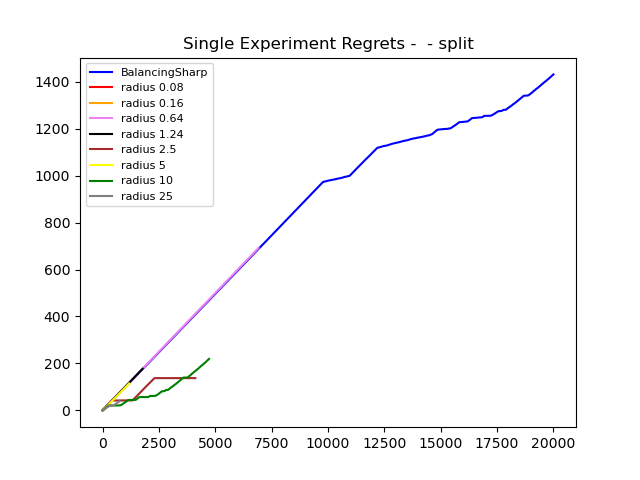 Single Experiment Regrets -  - split
BalancingSharp
radius 0.08
radius 0.16
radius 0.64
radius 1.24
radius 2.5
radius 5
radius 10
radius 25
1400
1200
1000
800
600
400
200
0
0 2500 5000 7500 10000 12500 15000 17500 20000